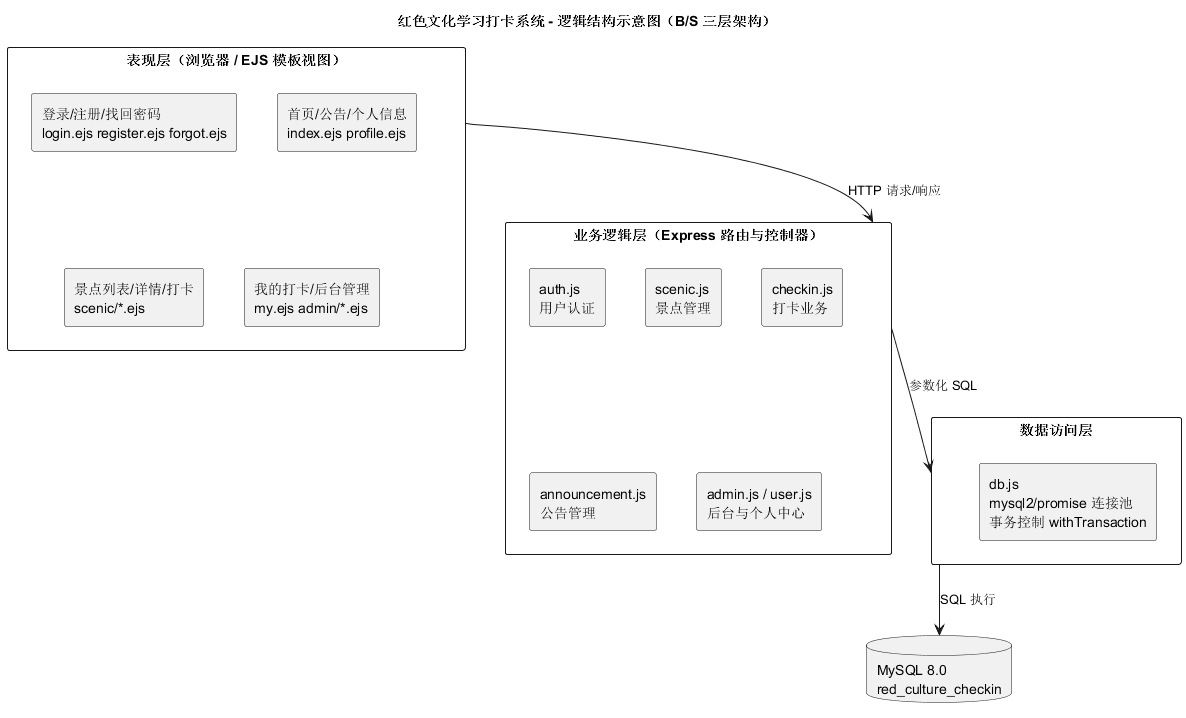 红色文化学习打卡系统 - 逻辑结构示意图（B/S 三层架构）
表现层（浏览器 / EJS 模板视图）
登录/注册/找回密码
login.ejs register.ejs forgot.ejs
首页/公告/个人信息
index.ejs profile.ejs
景点列表/详情/打卡
scenic/*.ejs
我的打卡/后台管理
my.ejs admin/*.ejs
HTTP 请求/响应
业务逻辑层（Express 路由与控制器）
auth.js
用户认证
scenic.js
景点管理
checkin.js
打卡业务
announcement.js
公告管理
admin.js / user.js
后台与个人中心
参数化 SQL
数据访问层
db.js
mysql2/promise 连接池
事务控制 withTransaction
SQL 执行
MySQL 8.0
red_culture_checkin